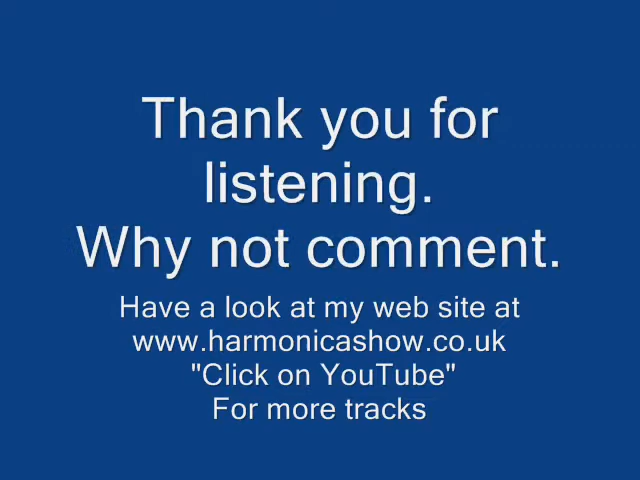 Thank you for
listening.
Why not comment.
Have a look at my web site at
www.harmonicashow.co.uk
"Click on YouTube"
For more tracks